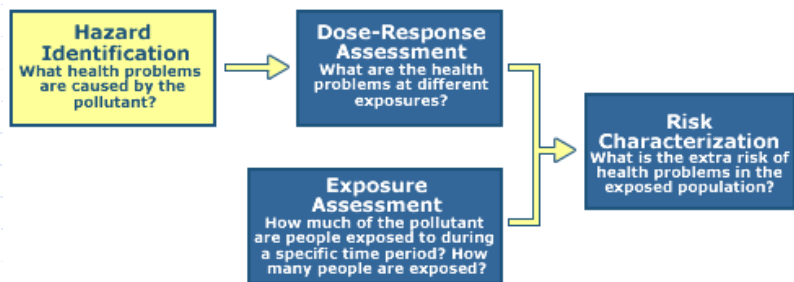 Hazard
Identification
What health problems
are caused by the
pollutant?
Dose-Response
Assessment
What are the health
problems at different
exposures?
Exposure
Assessment
How much of the pollutant
are people exposed to during
a specific time period? How
many people are exposed?
Risk
Characterization
What is the extra risk of
health problems in the
exposed population?